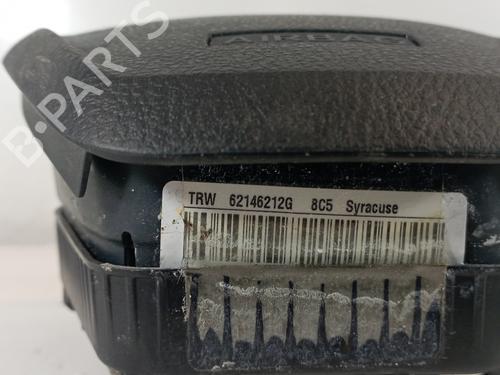 AIRBAG
B-PARTS
TRW 62146212G 8C5 Syracuse